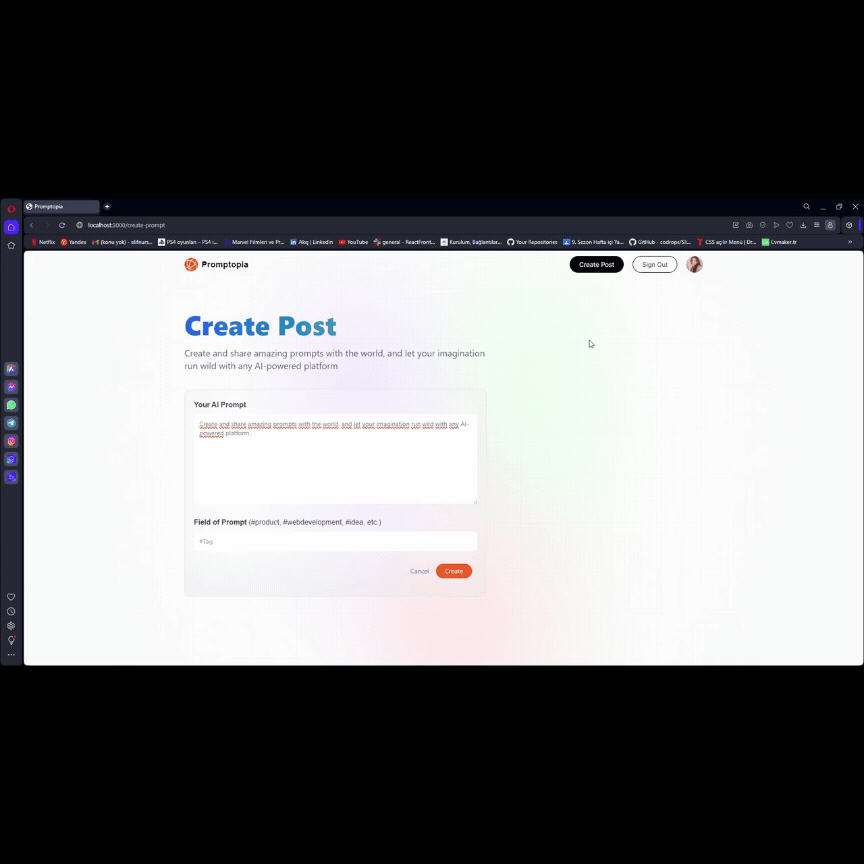 Promptopia
localhost:3000/create-prompt
Netflix
Yandex
(konu yok) - elifnurs...
PS4 oyunları – PS4 i...
Marvel Filmleri ve Pr...
Akış | LinkedIn
YouTube
general - ReactFront...
Kurulum, Bağlantılar...
Your Repositories
9. Sezon Hafta içi Ya...
GitHub - codrops/Sl...
CSS açılır Menü | Dr...
Cvmaker.tr
Promptopia
Create Post
Sign Out
Create Post
Create and share amazing prompts with the world, and let your imagination
run wild with any AI-powered platform
Your AI Prompt
Create and share amazing prompts with the world, and let your imagination run wild with any AI-
powered platform.
Field of Prompt (#product, #webdevelopment, #idea, etc.)
#Tag
Cancel
Create